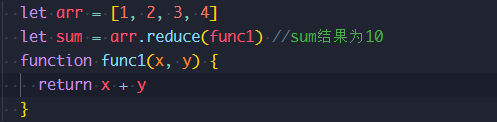 let arr = [1, 2, 3, 4]
let sum = arr.reduce(func1) //sum结果为10
function func1(x, y) {
  return x + y
}